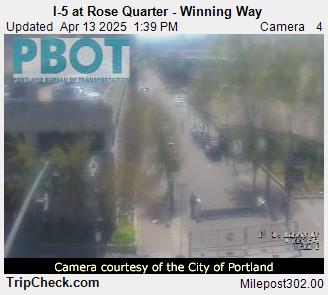 I-5 at Rose Quarter - Winning Way
Updated Apr 13 2025 1:39 PM Camera 4
PBOT
PORTLAND BUREAU OF TRANSPORTATION
Camera courtesy of the City of Portland
TripCheck.com Milepost302.00